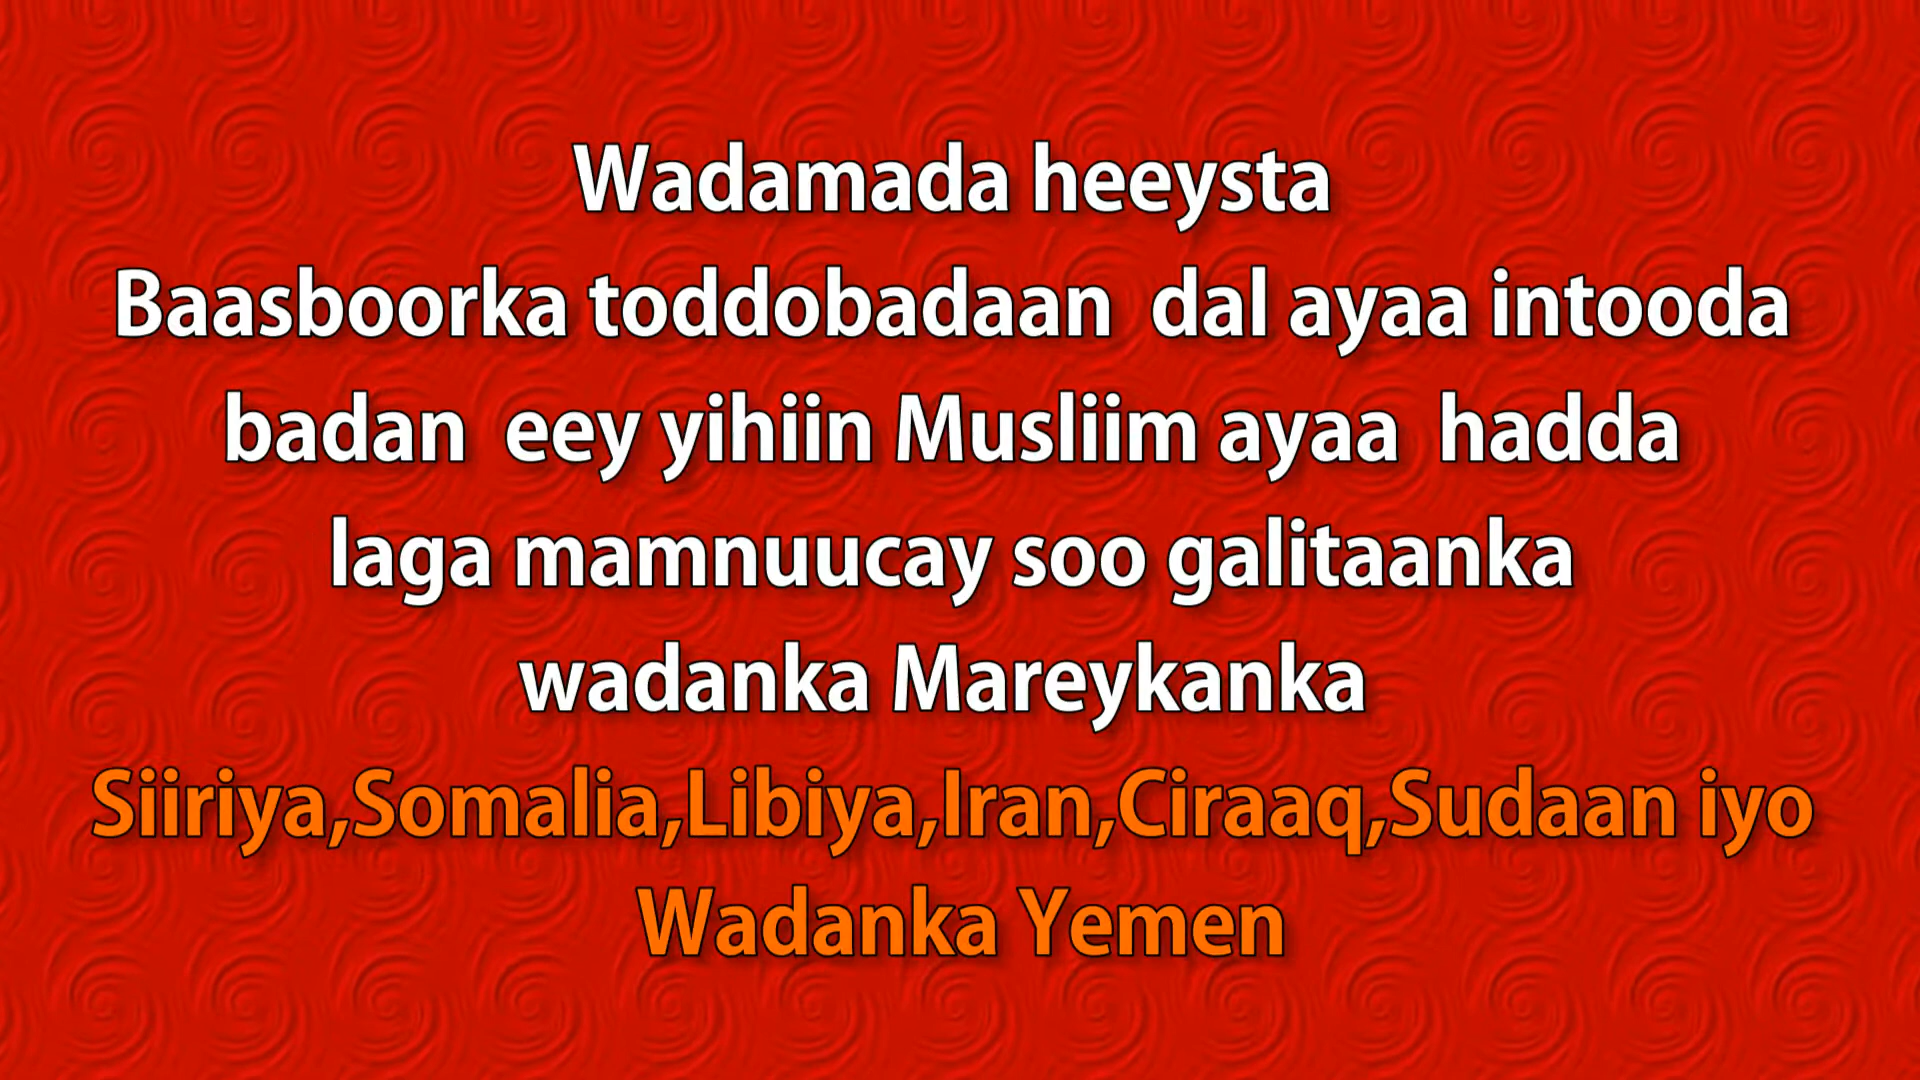 Wadamada heeysta
Baasboorka toddobadaan dal ayaa intooda
badan eey yihiin Musliim ayaa hadda
laga mamnuucay soo galitaanka
wadanka Mareykanka
Siiriya,Somalia,Libiya,Iran,Ciraaq,Sudaan iyo
Wadanka Yemen